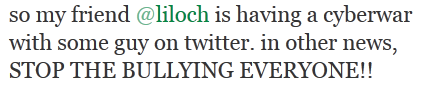 so my friend @liloch is having a cyberwar
with some guy on twitter. in other news,
STOP THE BULLYING EVERYONE!!